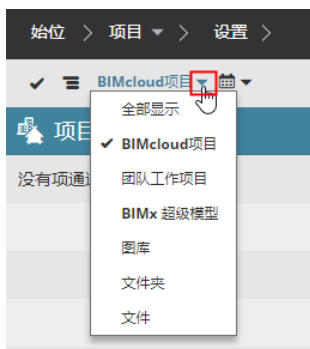 始位 > 项目 > 设置 >
BIMcloud项目
项目
没有项通
全部显示
BIMcloud项目
团队工作项目
BIMx 超级模型
图库
文件夹
文件